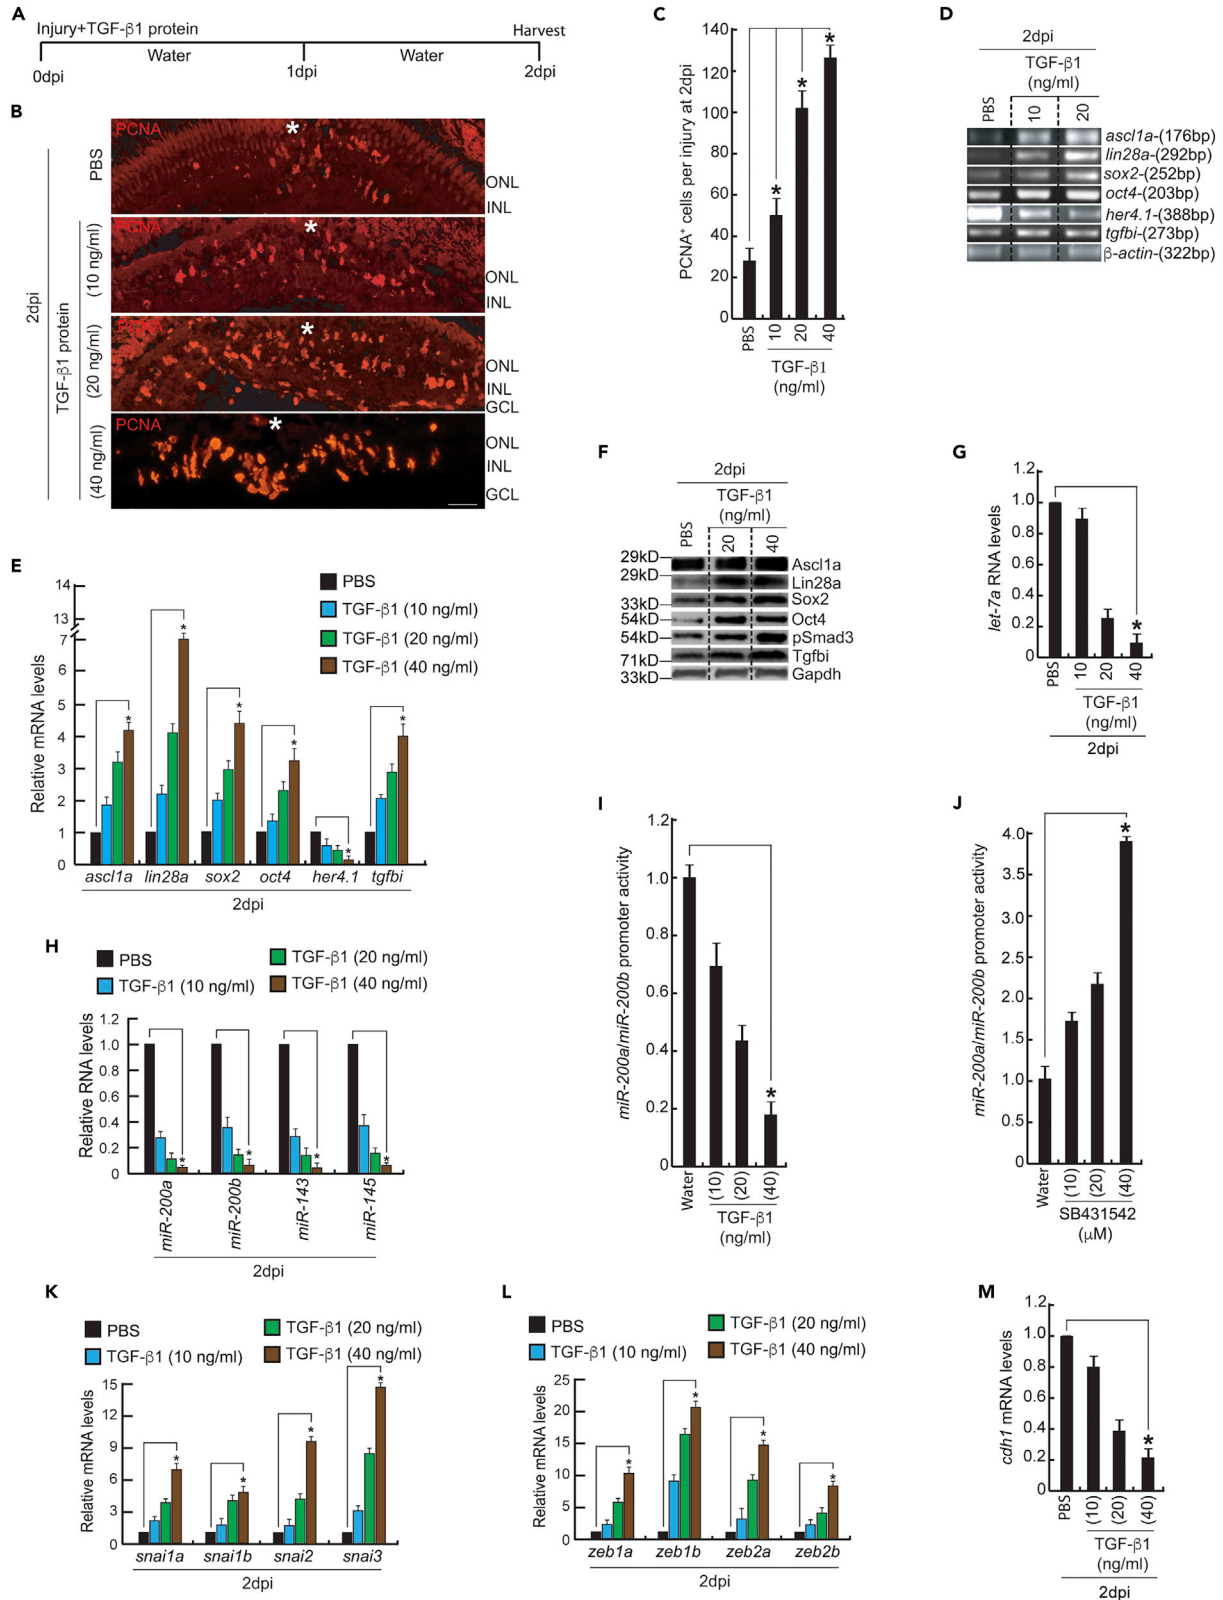 A
Injury+TGF-β1 protein
Harvest
Water
Water
0dpi
1dpi
2dpi
B
2dpi
PBS
PCNA
*
ONL
INL
TGF-β1 protein
(10 ng/ml)
PCNA
*
ONL
INL
(20 ng/ml)
PCNA
*
ONL
INL
GCL
(40 ng/ml)
PCNA
*
ONL
INL
GCL
C
PCNA⁺ cells per injury at 2dpi
140
120
100
80
60
40
20
0
*
*
*
PBS
10
20
40
TGF-β1
(ng/ml)
D
2dpi
TGF-β1
(ng/ml)
PBS
10
20
ascl1a-(176bp)
lin28a-(292bp)
sox2-(252bp)
oct4-(203bp)
her4.1-(388bp)
tgfbi-(273bp)
β-actin-(322bp)
E
PBS
TGF-β1 (10 ng/ml)
TGF-β1 (20 ng/ml)
TGF-β1 (40 ng/ml)
Relative mRNA levels
14
13
7
5
4
3
2
1
0
*
*
*
*
*
*
ascl1a
lin28a
sox2
oct4
her4.1
tgfbi
2dpi
F
2dpi
TGF-β1
(ng/ml)
PBS
20
40
29kD
Ascl1a
29kD
Lin28a
33kD
Sox2
54kD
Oct4
54kD
pSmad3
71kD
Tgfbi
33kD
Gapdh
G
let-7a RNA levels
1.2
1.0
0.8
0.6
0.4
0.2
0
*
PBS
10
20
40
TGF-β1
(ng/ml)
2dpi
H
PBS
TGF-β1 (10 ng/ml)
TGF-β1 (20 ng/ml)
TGF-β1 (40 ng/ml)
Relative RNA levels
1.2
1.0
0.8
0.6
0.4
0.2
0
*
*
*
*
miR-200a
miR-200b
miR-143
miR-145
2dpi
I
miR-200a/miR-200b promoter activity
1.2
1.0
0.8
0.6
0.4
0.2
0
*
Water
(10)
(20)
(40)
TGF-β1
(ng/ml)
J
miR-200a/miR-200b promoter activity
4.0
3.0
2.5
2.0
1.5
1.0
0.5
0
*
Water
(10)
(20)
(40)
SB431542
(μM)
K
PBS
TGF-β1 (10 ng/ml)
TGF-β1 (20 ng/ml)
TGF-β1 (40 ng/ml)
Relative mRNA levels
15
12
9
6
3
0
*
*
*
*
snai1a
snai1b
snai2
snai3
2dpi
L
PBS
TGF-β1 (10 ng/ml)
TGF-β1 (20 ng/ml)
TGF-β1 (40 ng/ml)
Relative mRNA levels
25
20
15
10
5
0
*
*
*
*
zeb1a
zeb1b
zeb2a
zeb2b
2dpi
M
cdh1 mRNA levels
1.2
1.0
0.8
0.6
0.4
0.2
0
*
PBS
(10)
(20)
(40)
TGF-β1
(ng/ml)
2dpi